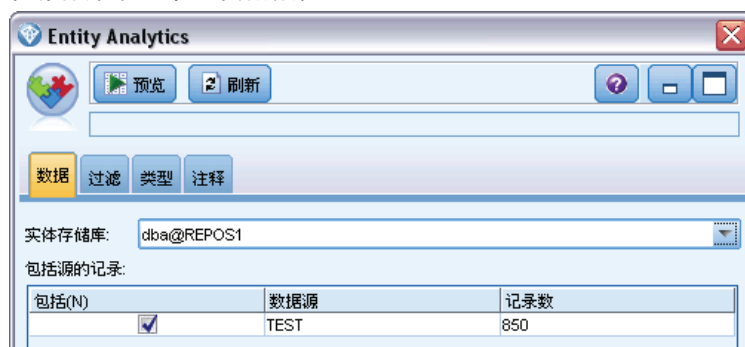 Entity Analytics
预览 刷新
数据 过滤 类型 注释
实体存储库: dba@REPOS1
包括源的记录:
包括(N) 数据源 记录数
TEST 850